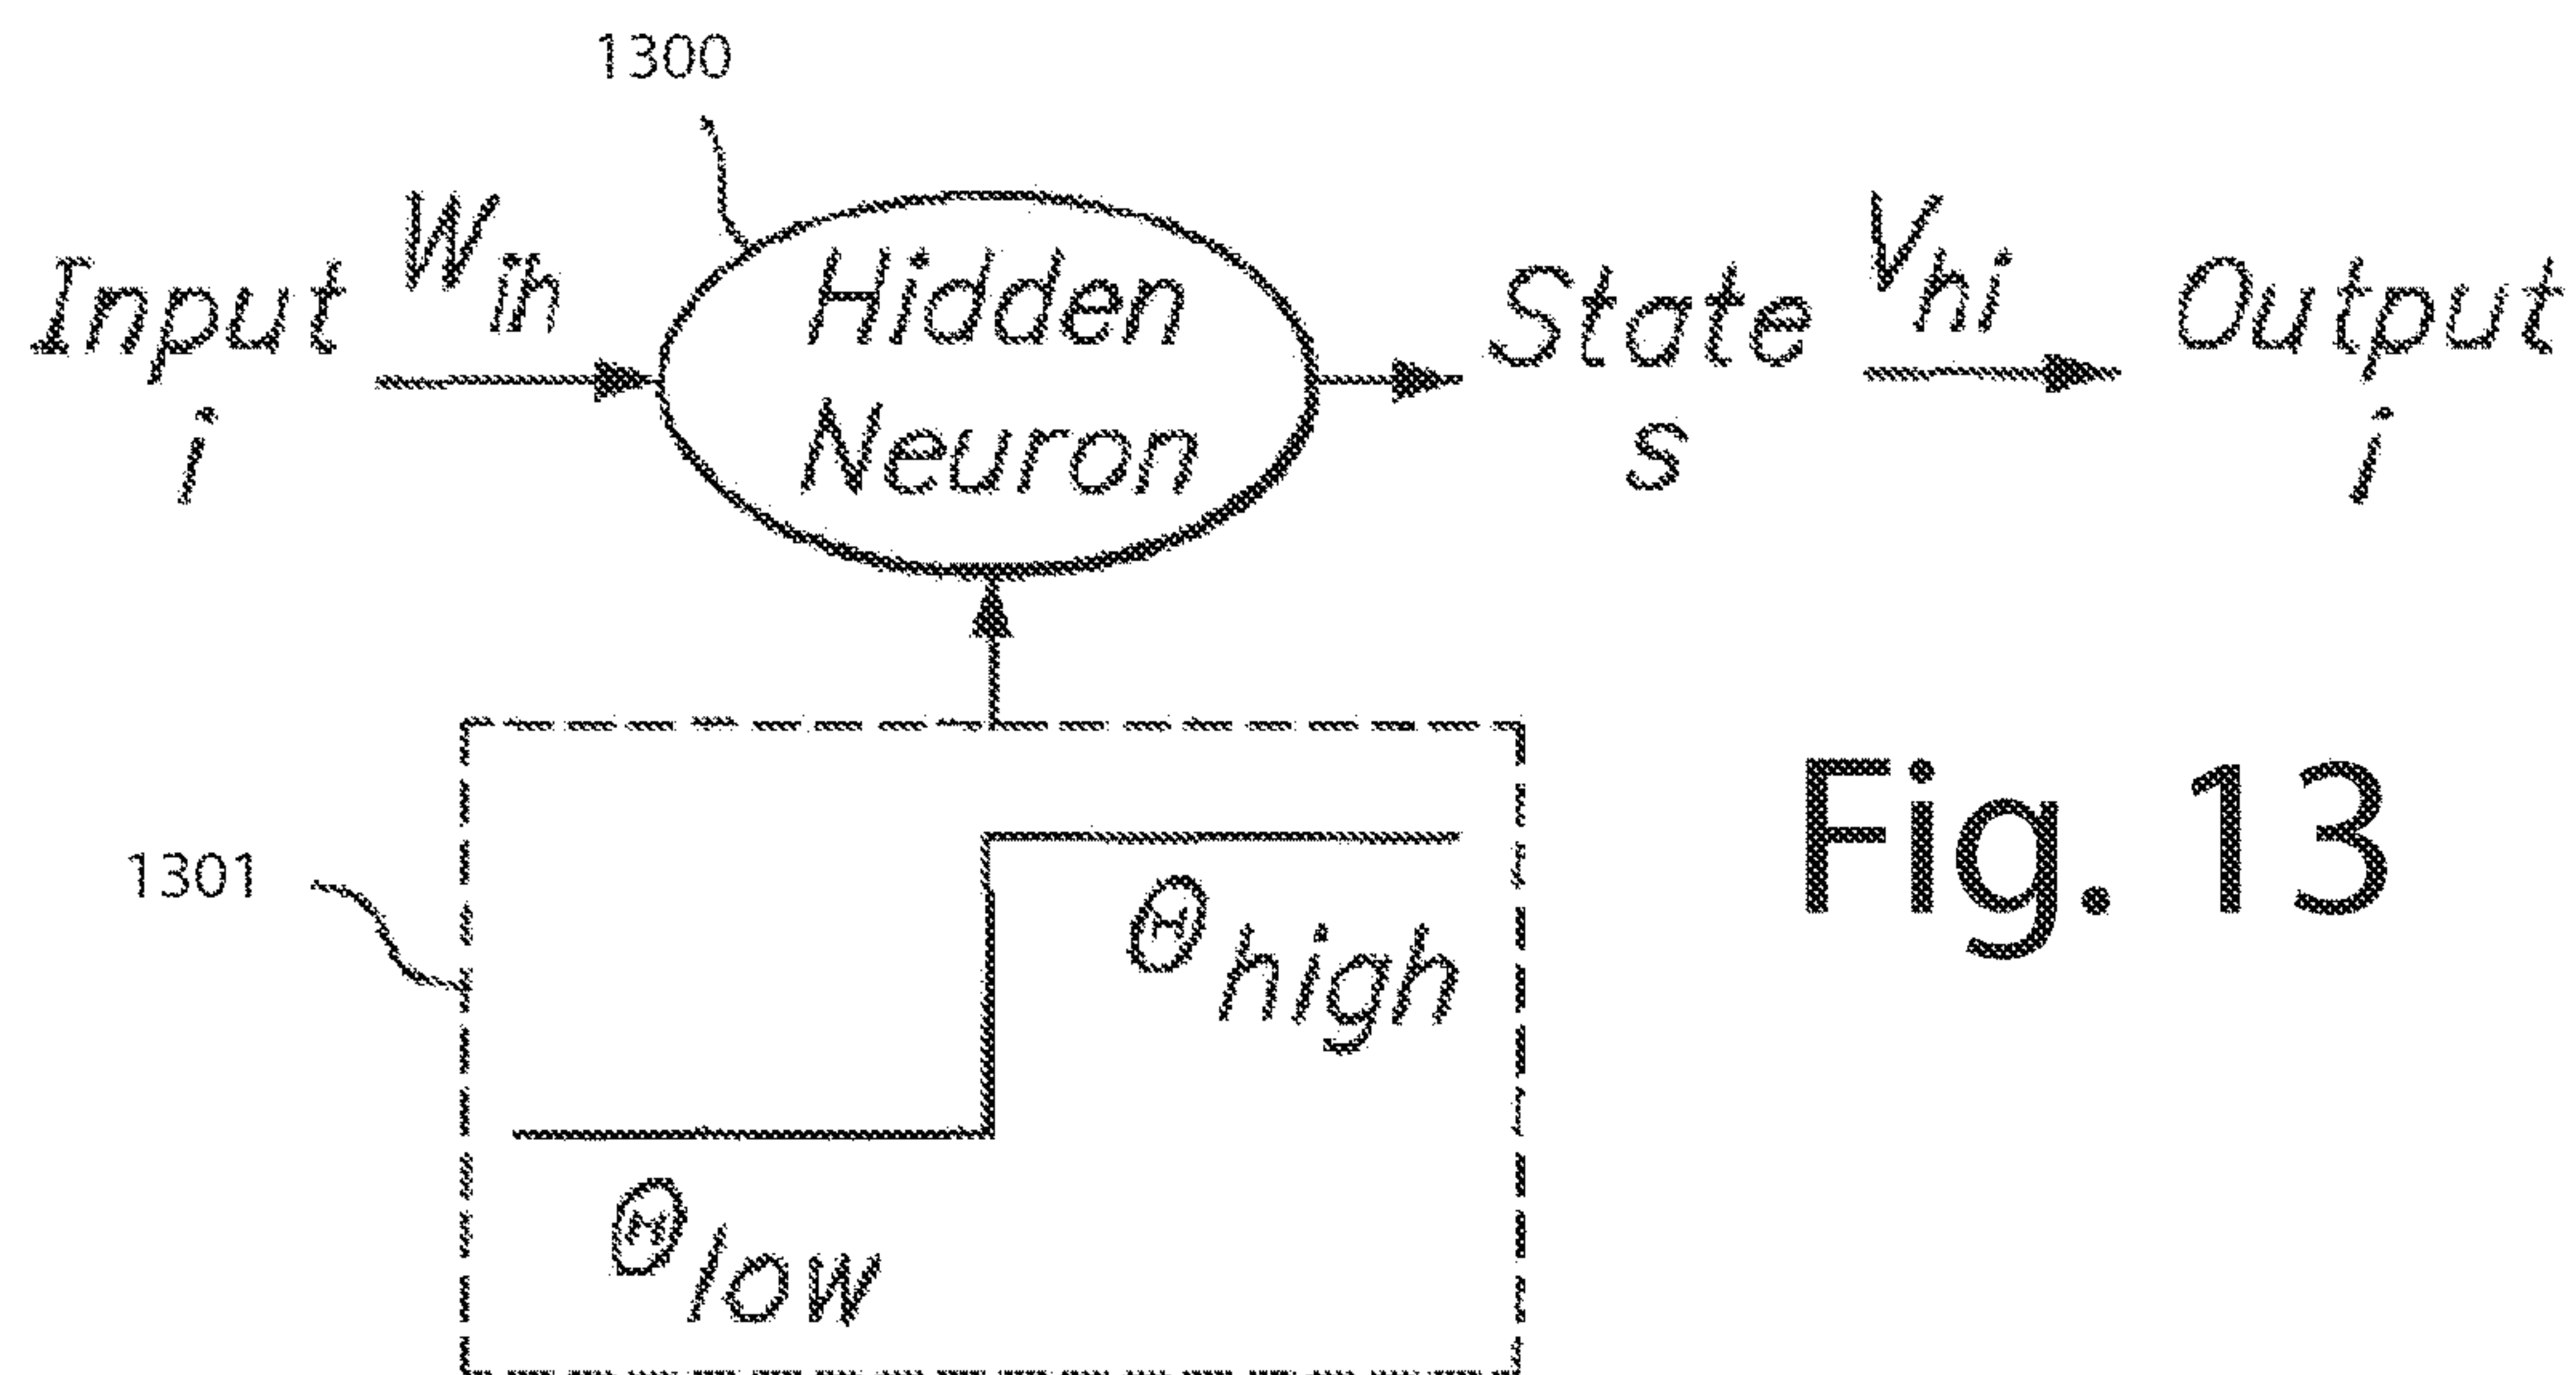 1300
Input i
W_ih
Hidden
Neuron
State s
V_hi
Output i
1301
Θ_high
Θ_low
Fig. 13